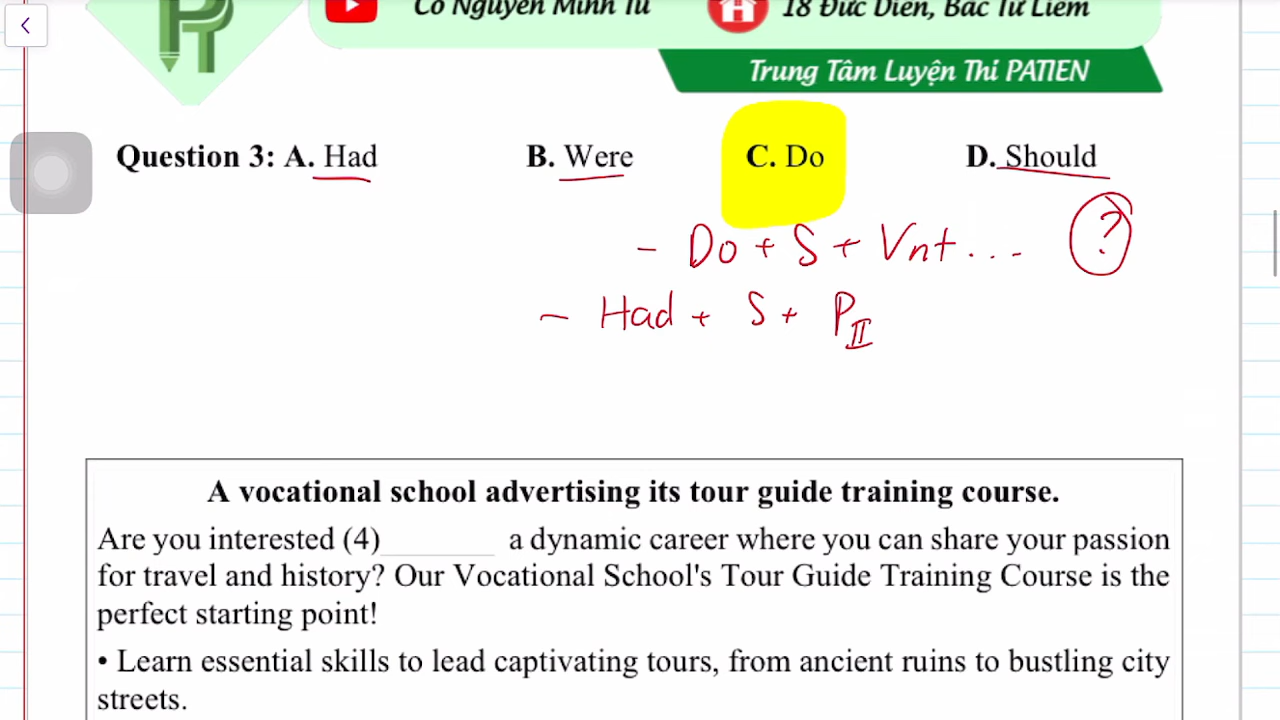 Cô Nguyễn Minh Tú
18 Đức Diễn, Bắc Từ Liêm
Trung Tâm Luyện Thi PATIEN
Question 3: A. Had B. Were C. Do D. Should
- Do + S + Vnt... ?
- Had + S + PII
A vocational school advertising its tour guide training course.
Are you interested (4)________ a dynamic career where you can share your passion
for travel and history? Our Vocational School's Tour Guide Training Course is the
perfect starting point!
• Learn essential skills to lead captivating tours, from ancient ruins to bustling city
streets.